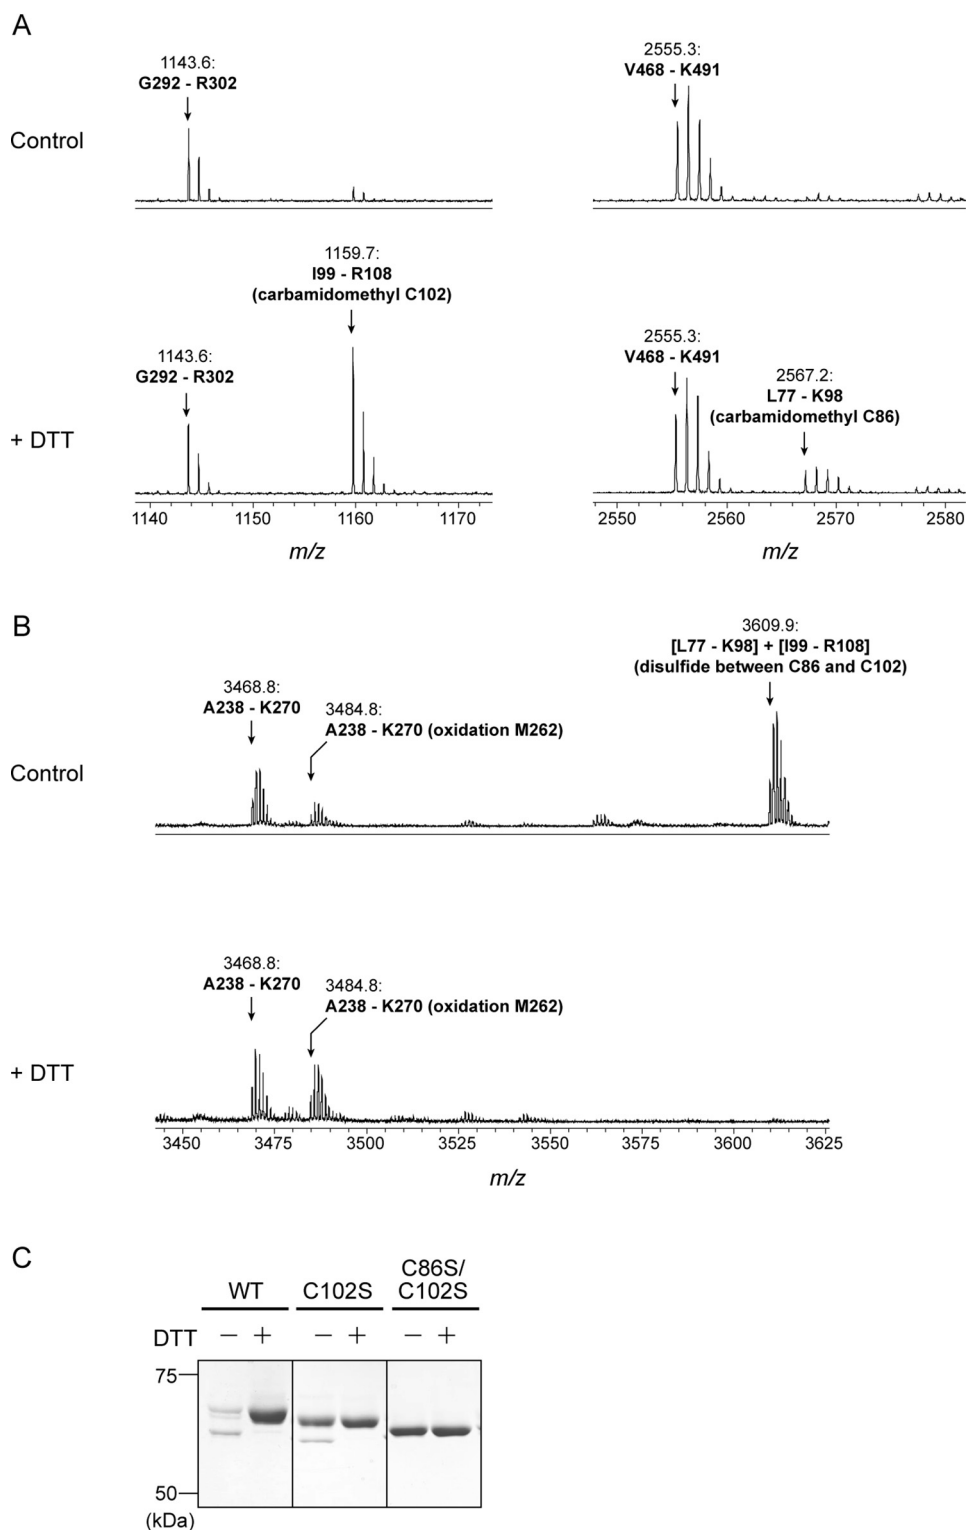 A
1143.6:
G292 - R302
2555.3:
V468 - K491
Control
1159.7:
I99 - R108
(carbamidomethyl C102)
1143.6:
G292 - R302
2555.3:
V468 - K491
2567.2:
L77 - K98
(carbamidomethyl C86)
+ DTT
1140 1150 1160 1170
2550 2560 2570 2580
m/z
m/z
B
3609.9:
[L77 - K98] + [I99 - R108]
(disulfide between C86 and C102)
3468.8:
A238 - K270
3484.8:
A238 - K270 (oxidation M262)
Control
3468.8:
A238 - K270
3484.8:
A238 - K270 (oxidation M262)
+ DTT
3450 3475 3500 3525 3550 3575 3600 3625
m/z
C
WT C102S C86S/
C102S
DTT − + − + − +
75
50
(kDa)